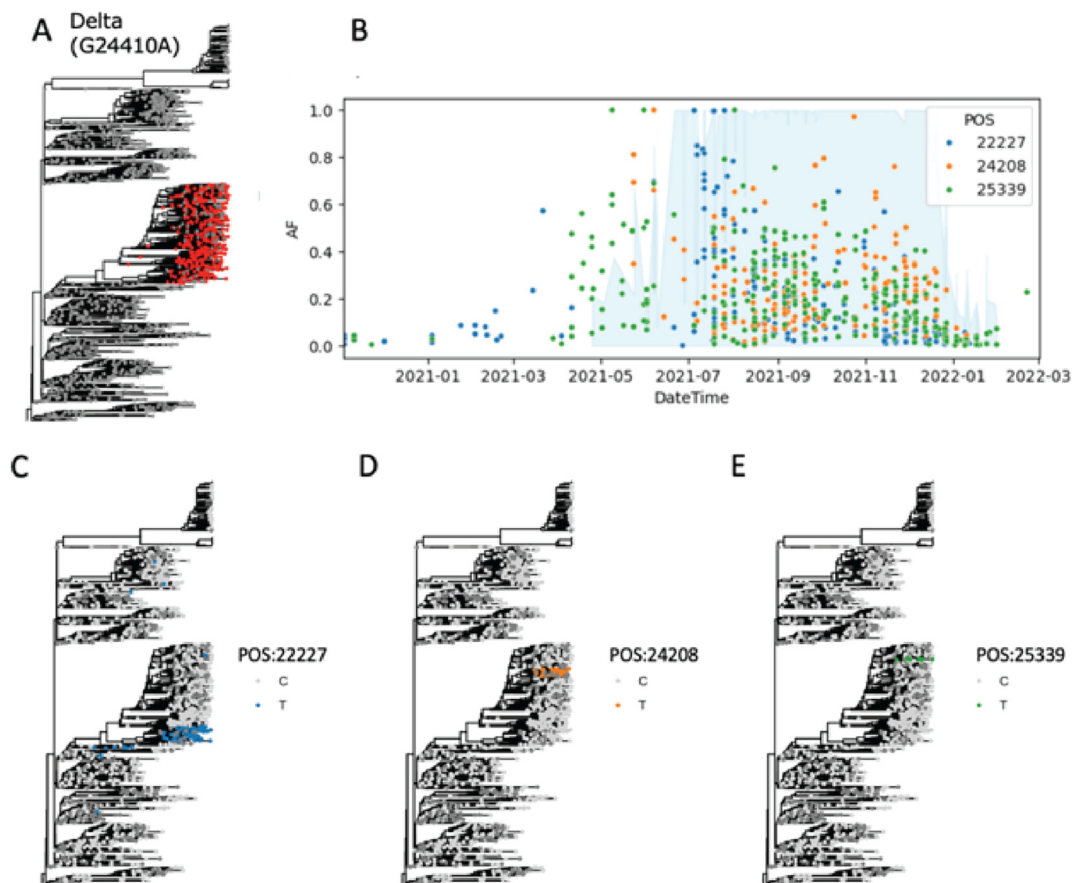 A Delta
(G24410A)
B
1.0
0.8
0.6
0.4
0.2
0.0
AF
POS
22227
24208
25339
2021-01 2021-03 2021-05 2021-07 2021-09 2021-11 2022-01 2022-03
DateTime
C
POS:22227
C
T
D
POS:24208
C
T
E
POS:25339
C
T